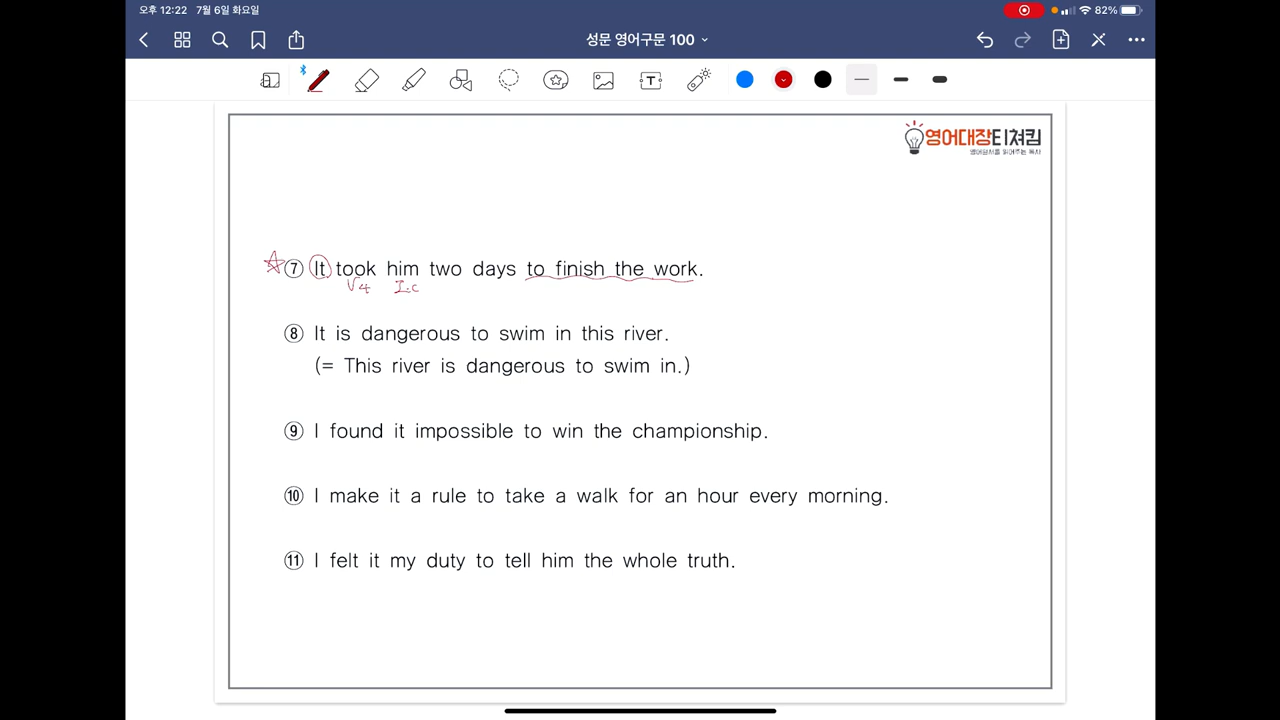 오후 12:22 7월 6일 화요일 82%
성문 영어구문 100
T
영어대장티쳐킴
☆⑦ It took him two days to finish the work.
V4 I.O
⑧ It is dangerous to swim in this river.
(= This river is dangerous to swim in.)
⑨ I found it impossible to win the championship.
⑩ I make it a rule to take a walk for an hour every morning.
⑪ I felt it my duty to tell him the whole truth.